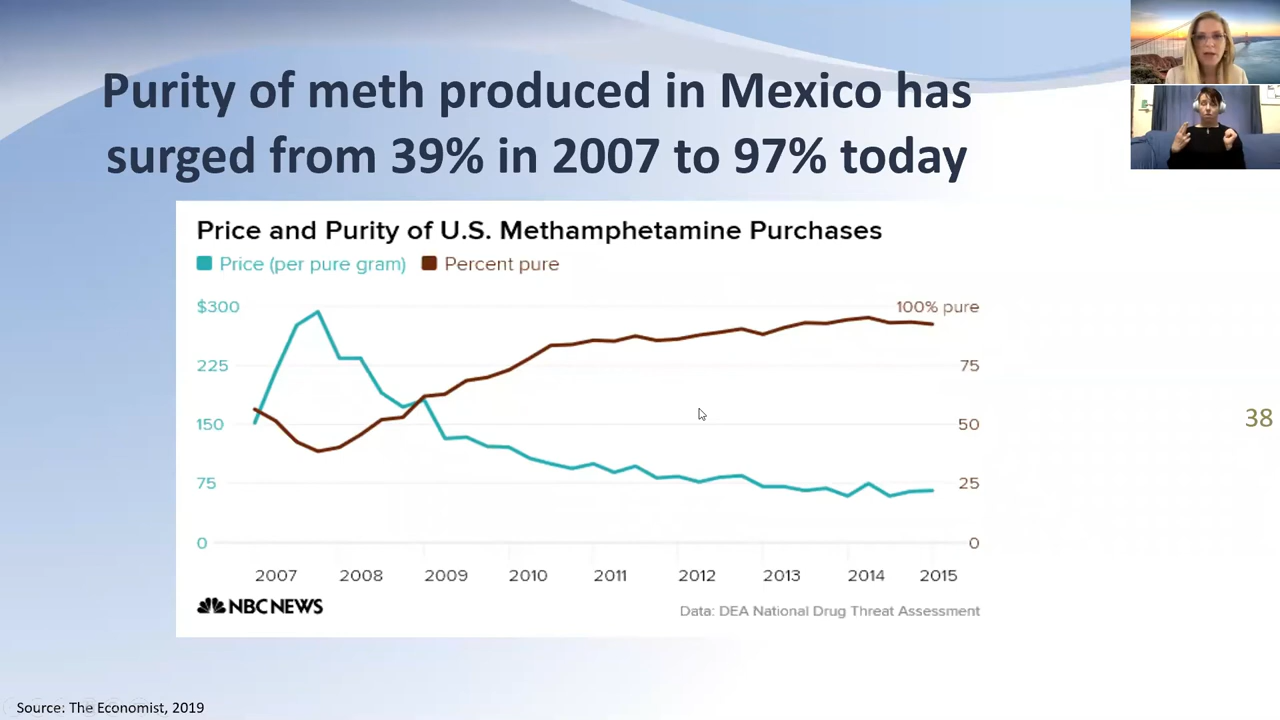 Purity of meth produced in Mexico has
surged from 39% in 2007 to 97% today
Price and Purity of U.S. Methamphetamine Purchases
Price (per pure gram) Percent pure
$300 100% pure
225 75
150 50
75 25
0 0
2007 2008 2009 2010 2011 2012 2013 2014 2015
NBC NEWS Data: DEA National Drug Threat Assessment
38
Source: The Economist, 2019